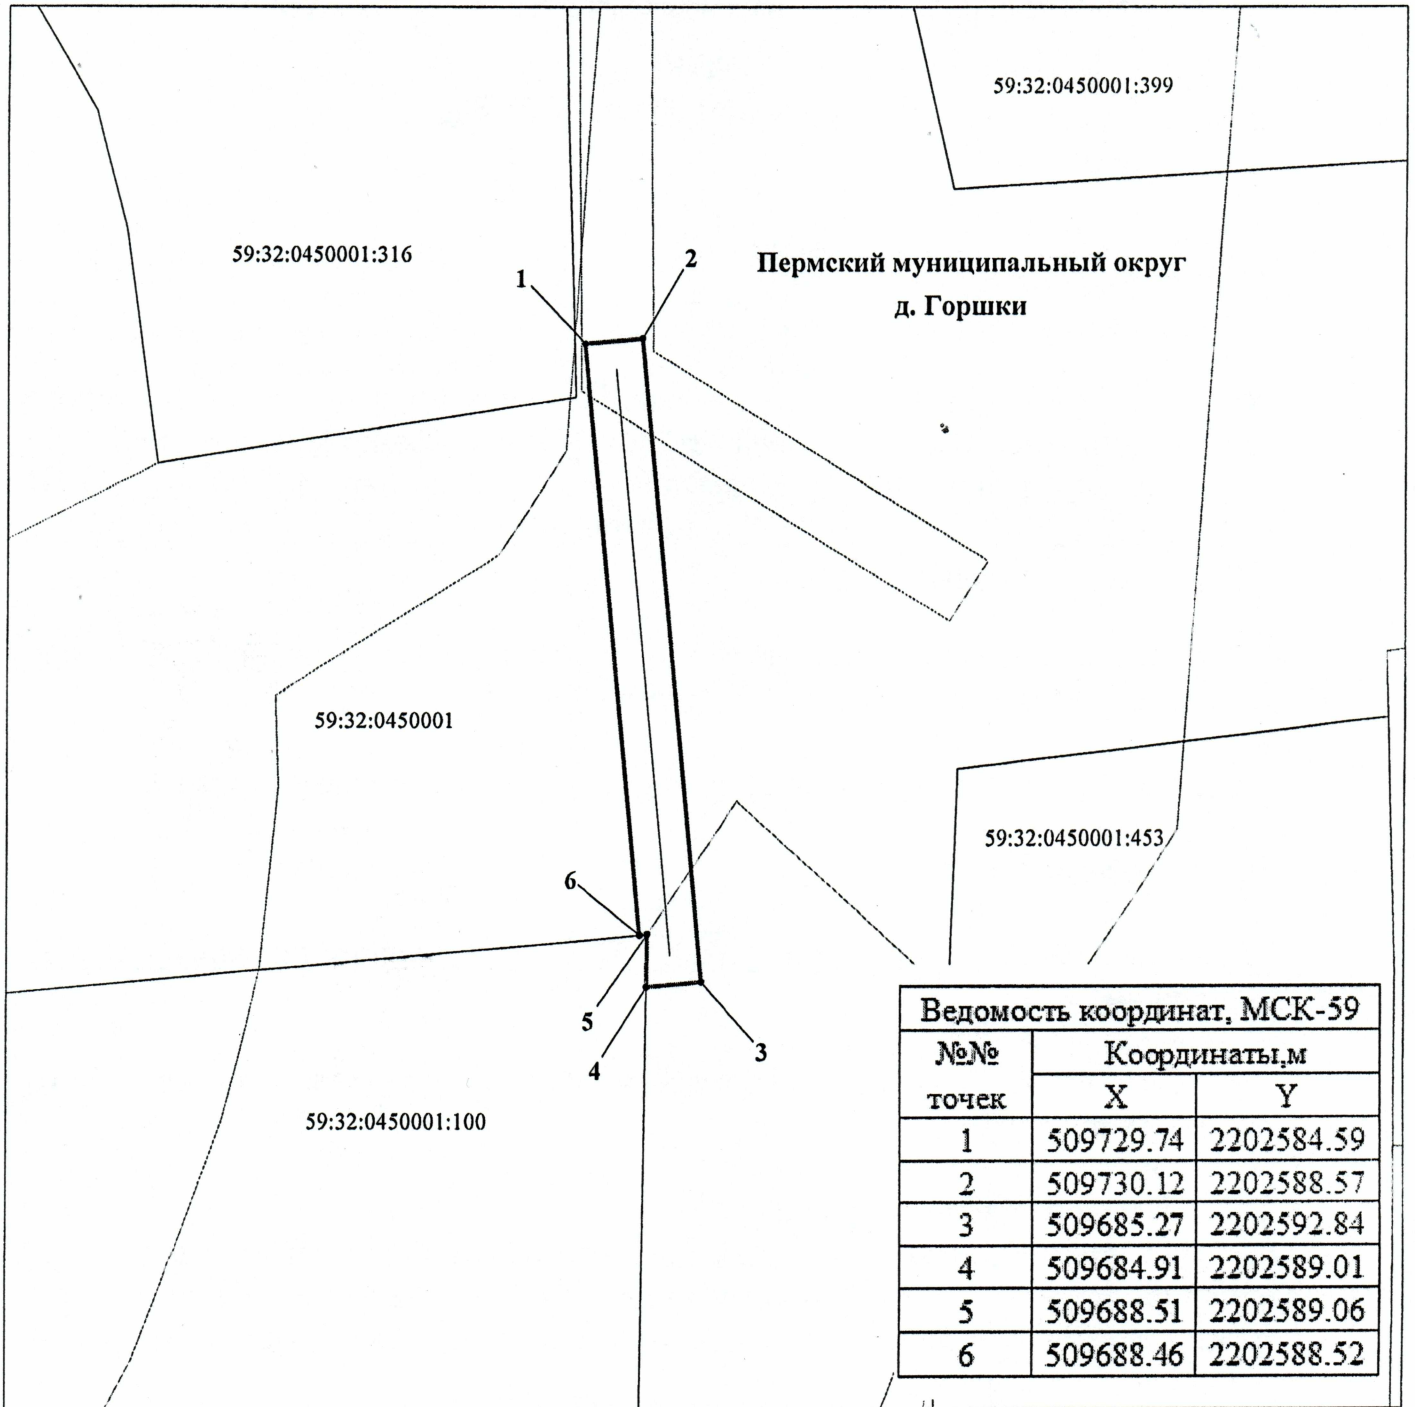 59:32:0450001:399
59:32:0450001:316
Пермский муниципальный округ
д. Горшки
1
2
59:32:0450001
59:32:0450001:453
6
5
4
3
59:32:0450001:100
Ведомость координат, МСК-59
№№ точек
Координаты,м
X Y
1 509729.74 2202584.59
2 509730.12 2202588.57
3 509685.27 2202592.84
4 509684.91 2202589.01
5 509688.51 2202589.06
6 509688.46 2202588.52